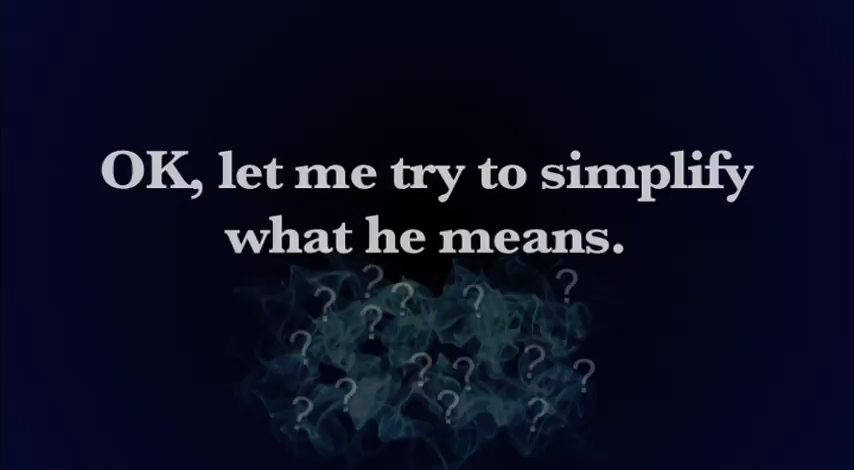 OK, let me try to simplify
what he means.
? ? ? ? ?
? ?
? ? ? ? ?
? ? ? ?